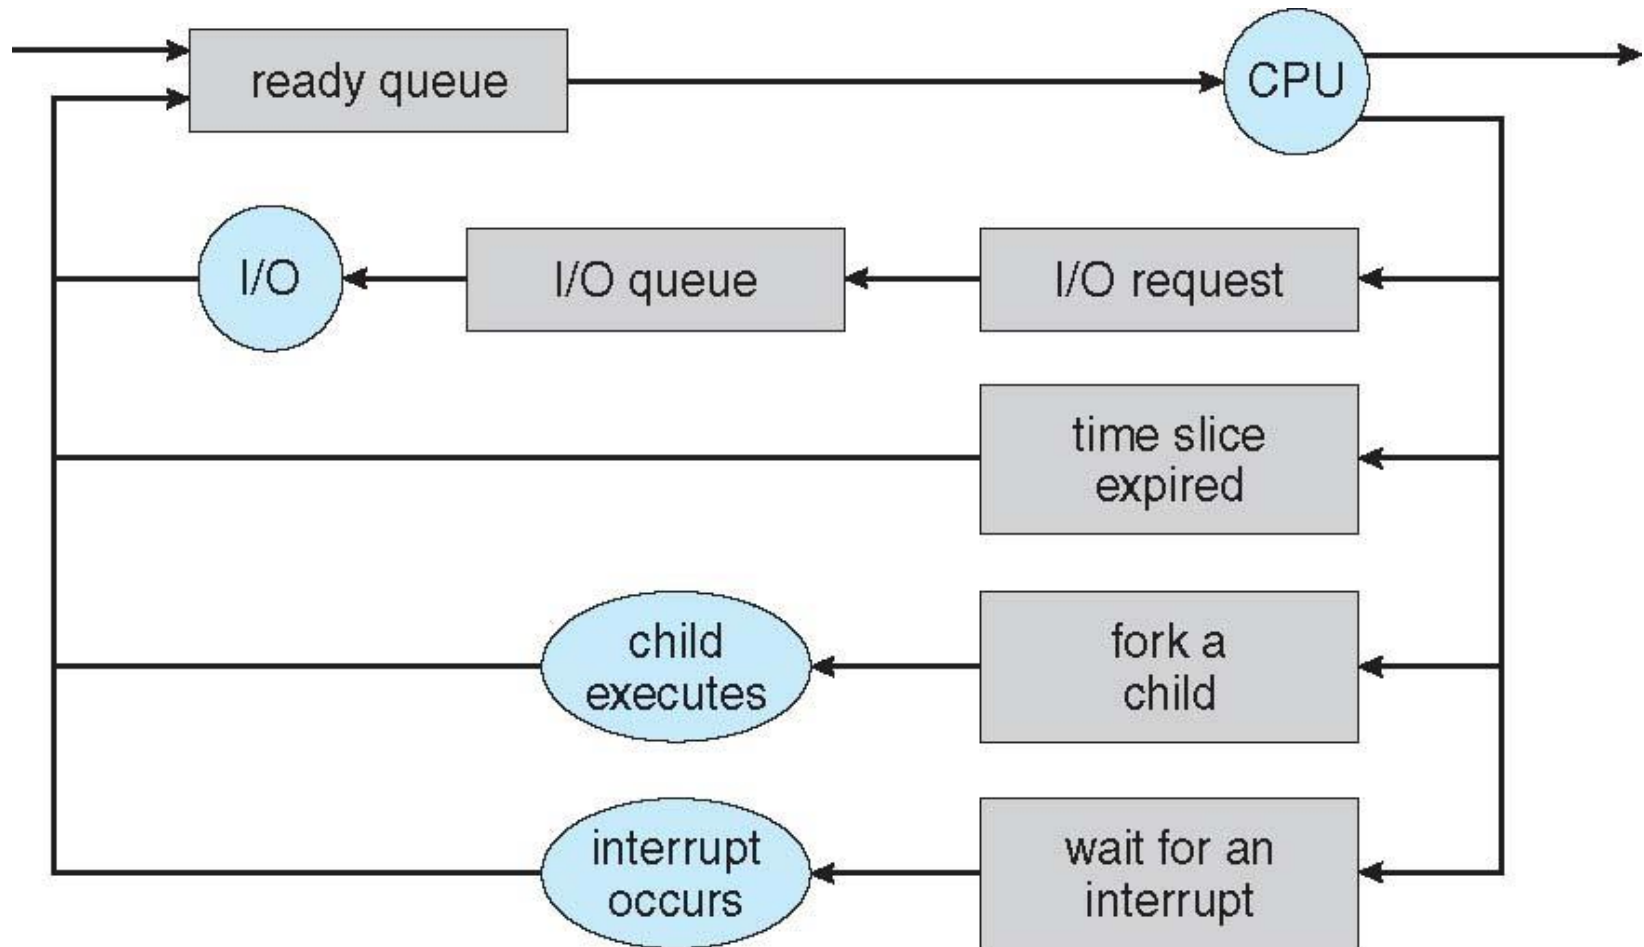 ready queue
CPU
I/O
I/O queue
I/O request
time slice
expired
child
executes
fork a
child
interrupt
occurs
wait for an
interrupt